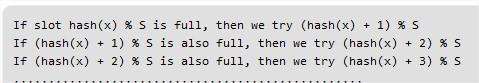 If slot hash(x) % S is full, then we try (hash(x) + 1) % S
If (hash(x) + 1) % S is also full, then we try (hash(x) + 2) % S
If (hash(x) + 2) % S is also full, then we try (hash(x) + 3) % S
..................................................